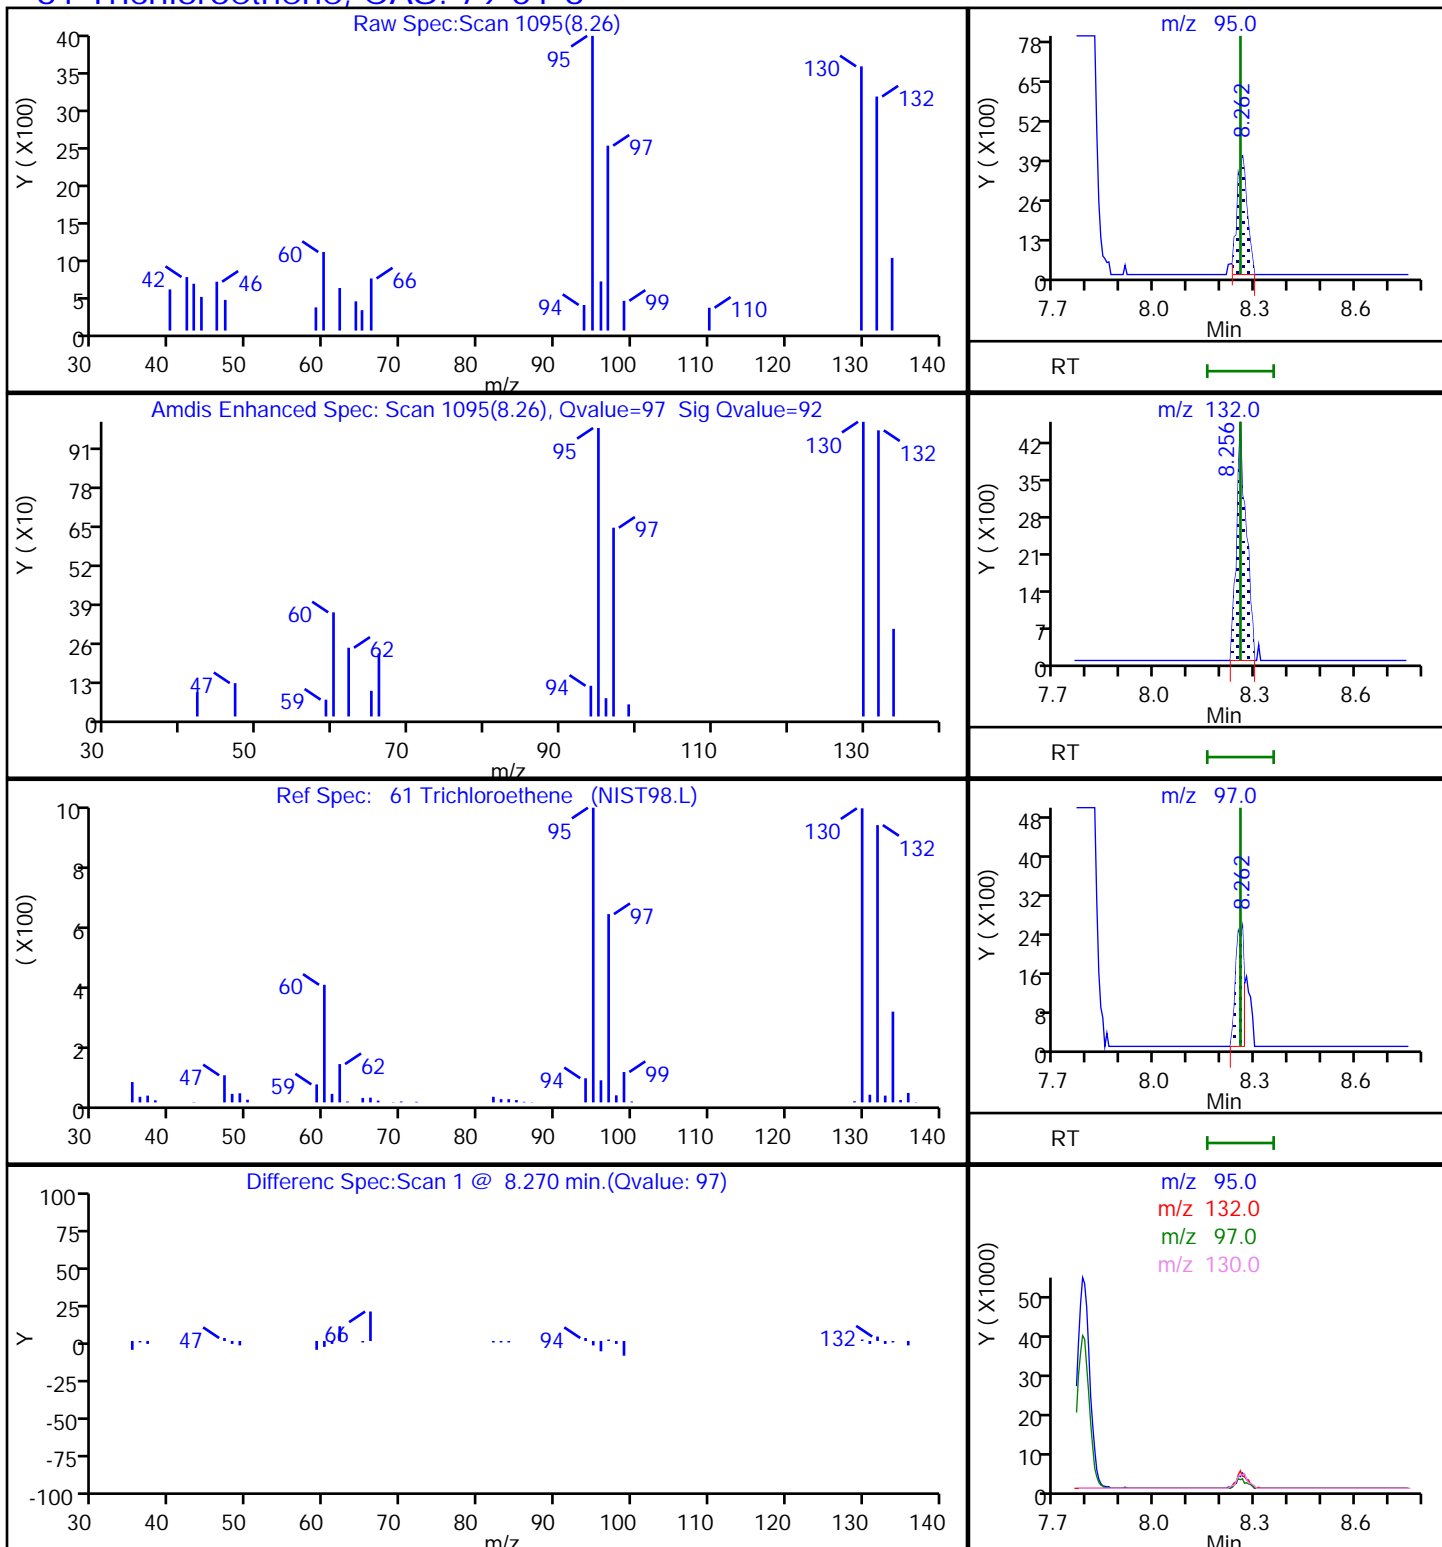 Raw Spec:Scan 1095(8.26)
Y ( X100)
40
35
30
25
20
15
10
5
0
42
46
60
66
94
95
97
99
110
130
132
30 40 50 60 70 80 90 100 110 120 130 140
m/z
m/z 95.0
Y ( X100)
78
65
52
39
26
13
0
8.262
7.7 8.0 8.3 8.6
Min
RT
Amdis Enhanced Spec: Scan 1095(8.26), Qvalue=97 Sig Qvalue=92
Y ( X10)
91
78
65
52
39
26
13
0
47
59
60
62
94
95
97
130
132
30 50 70 90 110 130
m/z
m/z 132.0
Y ( X100)
42
35
28
21
14
7
0
8.256
7.7 8.0 8.3 8.6
Min
RT
Ref Spec: 61 Trichloroethene (NIST98.L)
( X100)
10
8
6
4
2
0
47
59
60
62
94
95
97
99
130
132
30 40 50 60 70 80 90 100 110 120 130 140
m/z
m/z 97.0
Y ( X100)
48
40
32
24
16
8
0
8.262
7.7 8.0 8.3 8.6
Min
RT
Differenc Spec:Scan 1 @ 8.270 min.(Qvalue: 97)
Y
100
75
50
25
0
-25
-50
-75
-100
47
66
94
132
30 40 50 60 70 80 90 100 110 120 130 140
m/z
m/z 95.0
m/z 132.0
m/z 97.0
m/z 130.0
Y ( X1000)
50
40
30
20
10
0
7.7 8.0 8.3 8.6
Min